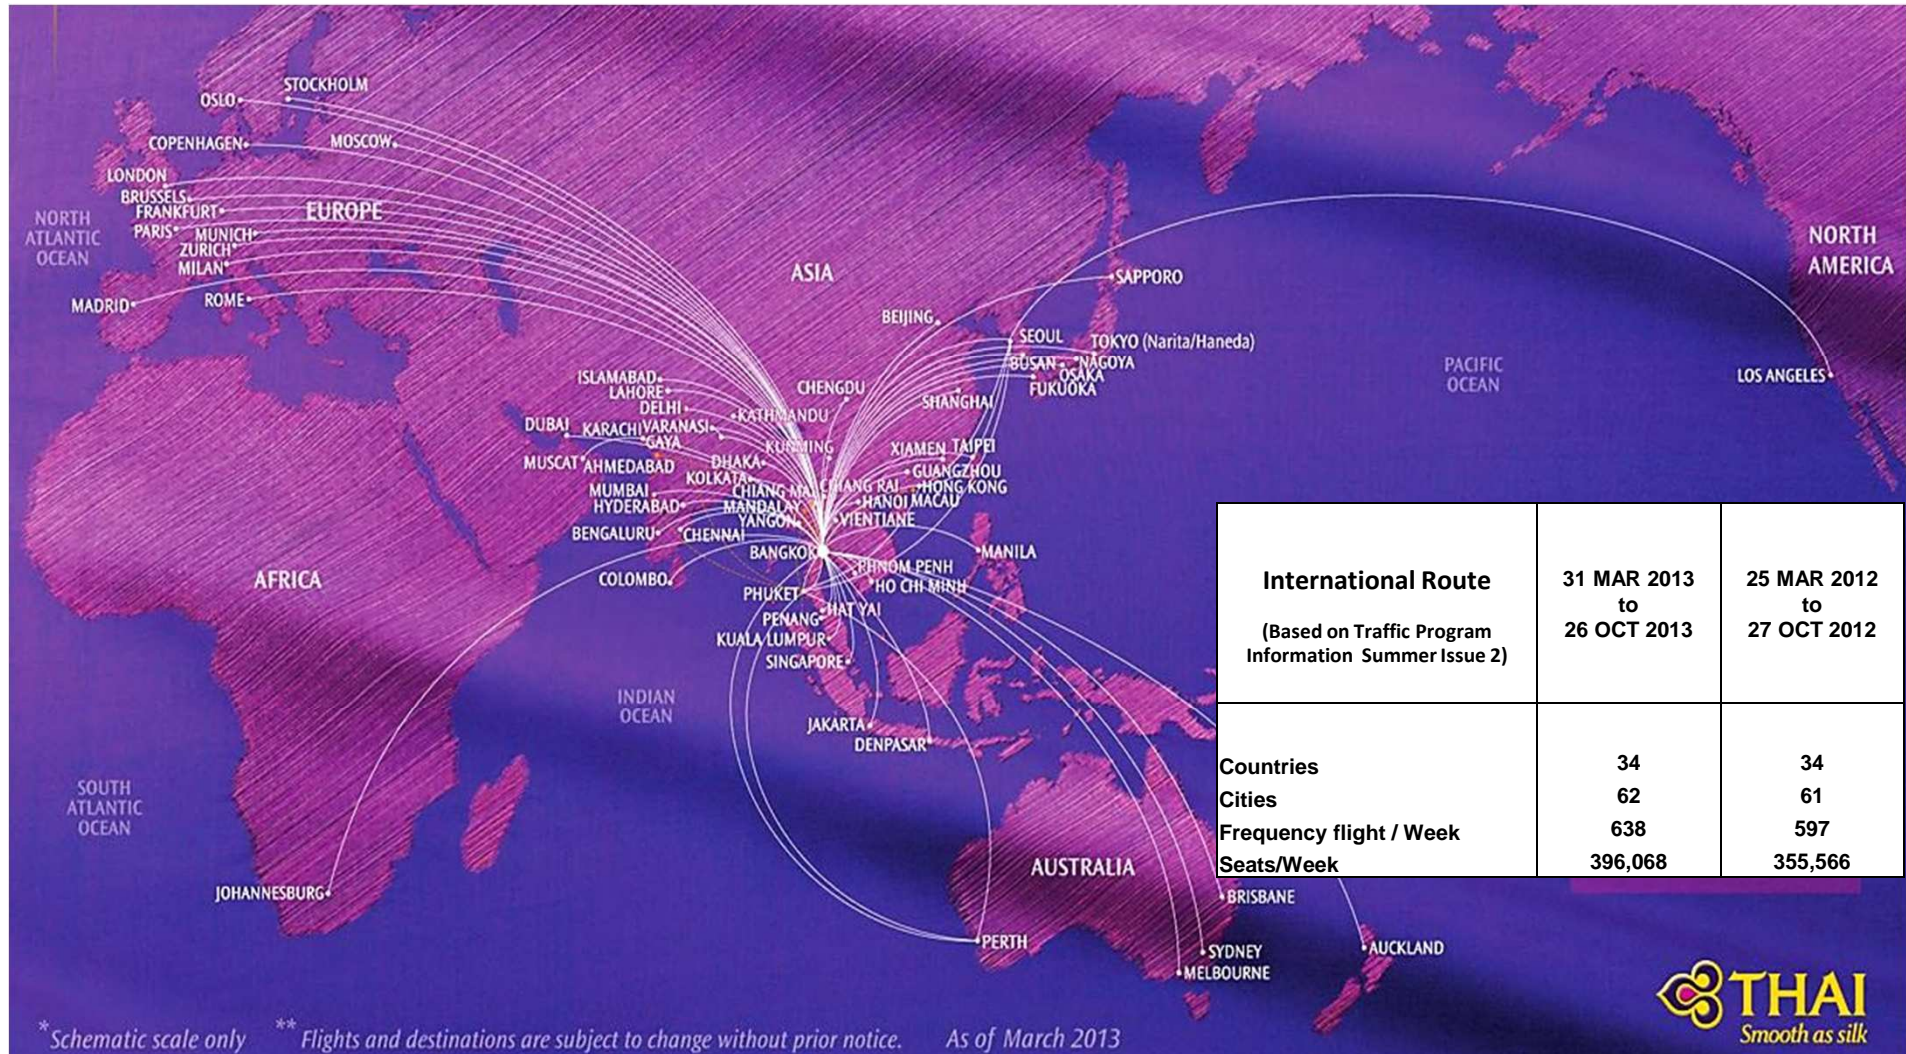 STOCKHOLM
OSLO
COPENHAGEN
MOSCOW
LONDON
BRUSSELS
FRANKFURT
EUROPE
NORTH
ATLANTIC
OCEAN
PARIS
MUNICH
ZURICH
MILAN
MADRID
ROME
ASIA
NORTH
AMERICA
SAPPORO
BEIJING
SEOUL
TOKYO (Narita/Haneda)
BUSAN
NAGOYA
OSAKA
FUKUOKA
PACIFIC
OCEAN
LOS ANGELES
ISLAMABAD
LAHORE
DELHI
CHENGDU
SHANGHAI
KATHMANDU
DUBAI
KARACHI
VARANASI
GAYA
KUNMING
XIAMEN
TAIPEI
MUSCAT
AHMEDABAD
DHAKA
GUANGZHOU
KOLKATA
MUMBAI
CHIANG MAI
CHIANG RAI
HONG KONG
HYDERABAD
MANDALAY
HANOI
MACAU
YANGON
VIENTIANE
BENGALURU
CHENNAI
BANGKOK
MANILA
AFRICA
COLOMBO
PHNOM PENH
HO CHI MINH
PHUKET
HAT YAI
PENANG
KUALA LUMPUR
SINGAPORE
INDIAN
OCEAN
JAKARTA
DENPASAR
SOUTH
ATLANTIC
OCEAN
AUSTRALIA
JOHANNESBURG
BRISBANE
PERTH
SYDNEY
MELBOURNE
AUCKLAND
International Route
(Based on Traffic Program
Information Summer Issue 2)
31 MAR 2013
to
26 OCT 2013
25 MAR 2012
to
27 OCT 2012
Countries 34 34
Cities 62 61
Frequency flight / Week 638 597
Seats/Week 396,068 355,566
THAI
Smooth as silk
*Schematic scale only ** Flights and destinations are subject to change without prior notice. As of March 2013